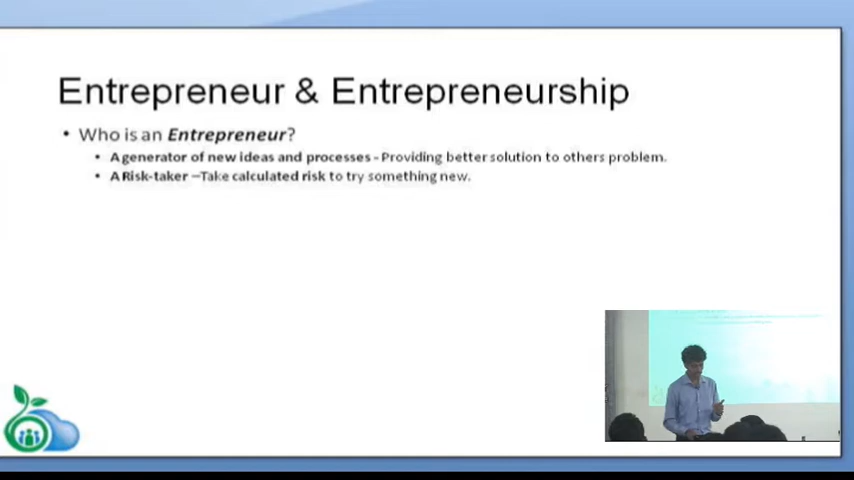 Entrepreneur & Entrepreneurship
• Who is an Entrepreneur?
• A generator of new ideas and processes - Providing better solution to others problem.
• A Risk-taker –Take calculated risk to try something new.